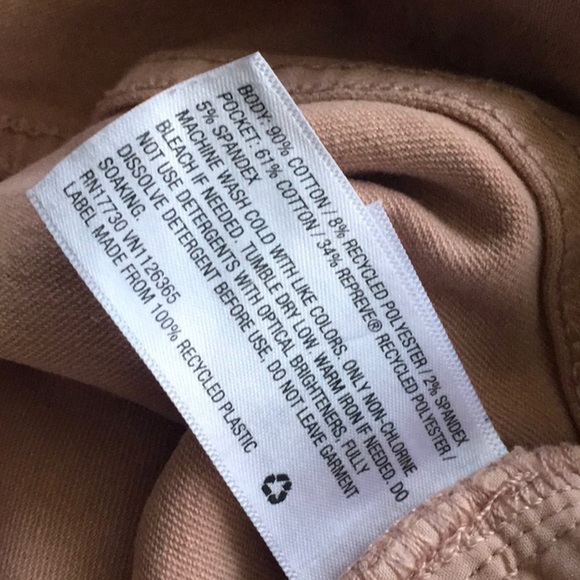 BODY: 90% COTTON / 8% RECYCLED POLYESTER / 2% SPANDEX
POCKET: 61% COTTON / 34% REPREVE® RECYCLED POLYESTER /
5% SPANDEX
MACHINE WASH COLD WITH LIKE COLORS. ONLY NON-CHLORINE
BLEACH IF NEEDED. TUMBLE DRY LOW. WARM IRON IF NEEDED. DO
NOT USE DETERGENTS WITH OPTICAL BRIGHTENERS. FULLY
DISSOLVE DETERGENT BEFORE USE. DO NOT LEAVE GARMENT
SOAKING.
RN17730 VN1126365
LABEL MADE FROM 100% RECYCLED PLASTIC